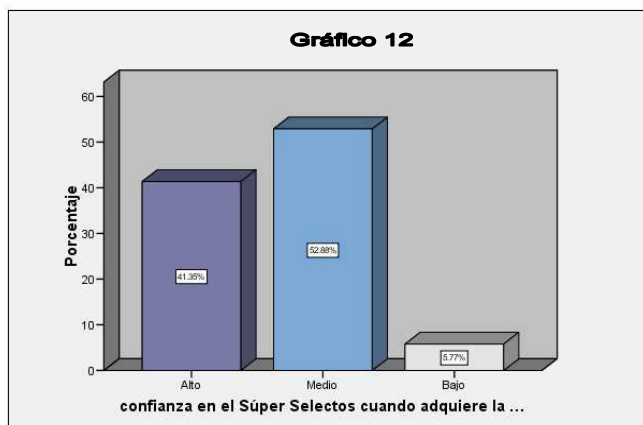 Gráfico 12
Porcentaje
60
50
40
30
20
10
0
41.35%
52.88%
5.77%
Alto Medio Bajo
confianza en el Súper Selectos cuando adquiere la ...